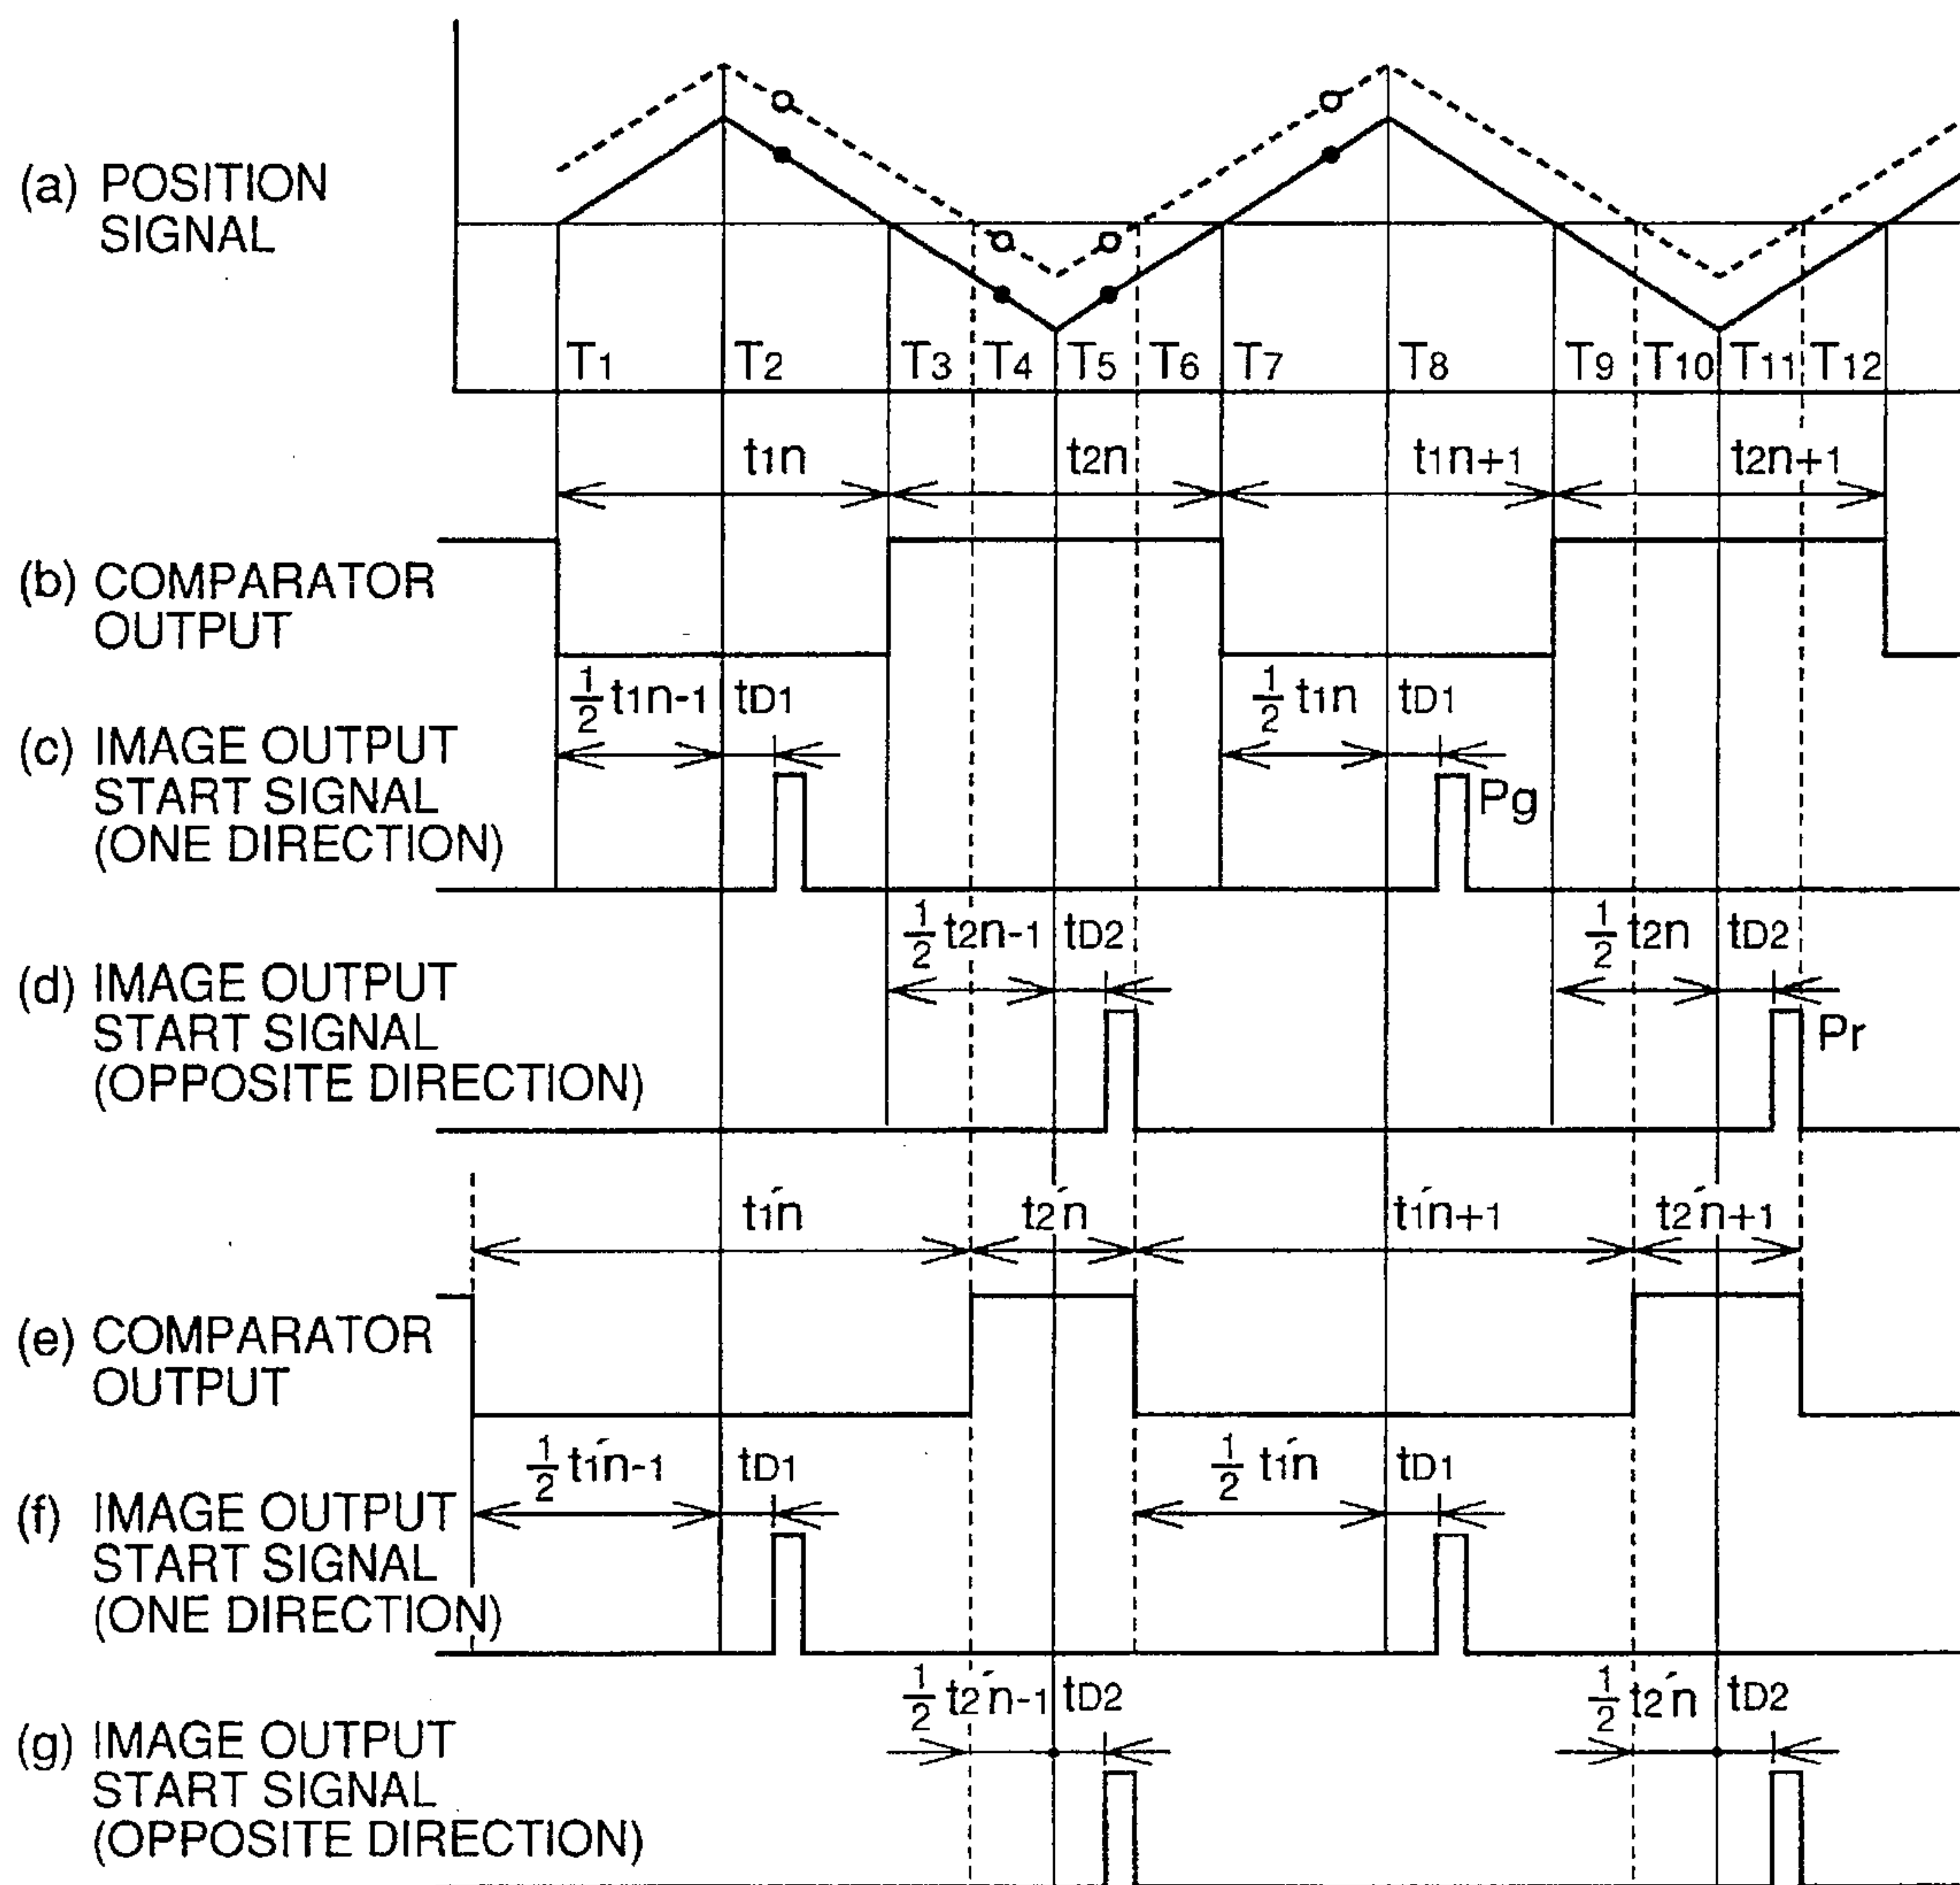 (a) POSITION
SIGNAL
T1 T2 T3 T4 T5 T6 T7 T8 T9 T10 T11 T12
t1n t2n t1n+1 t2n+1
(b) COMPARATOR
OUTPUT
1/2 t1n-1 tD1 1/2 t1n tD1
(c) IMAGE OUTPUT
START SIGNAL
(ONE DIRECTION)
Pg
1/2 t2n-1 tD2 1/2 t2n tD2
(d) IMAGE OUTPUT
START SIGNAL
(OPPOSITE DIRECTION)
Pr
t1´n t2´n t1´n+1 t2´n+1
(e) COMPARATOR
OUTPUT
1/2 t1´n-1 tD1 1/2 t1´n tD1
(f) IMAGE OUTPUT
START SIGNAL
(ONE DIRECTION)
1/2 t2´n-1 tD2 1/2 t2´n tD2
(g) IMAGE OUTPUT
START SIGNAL
(OPPOSITE DIRECTION)